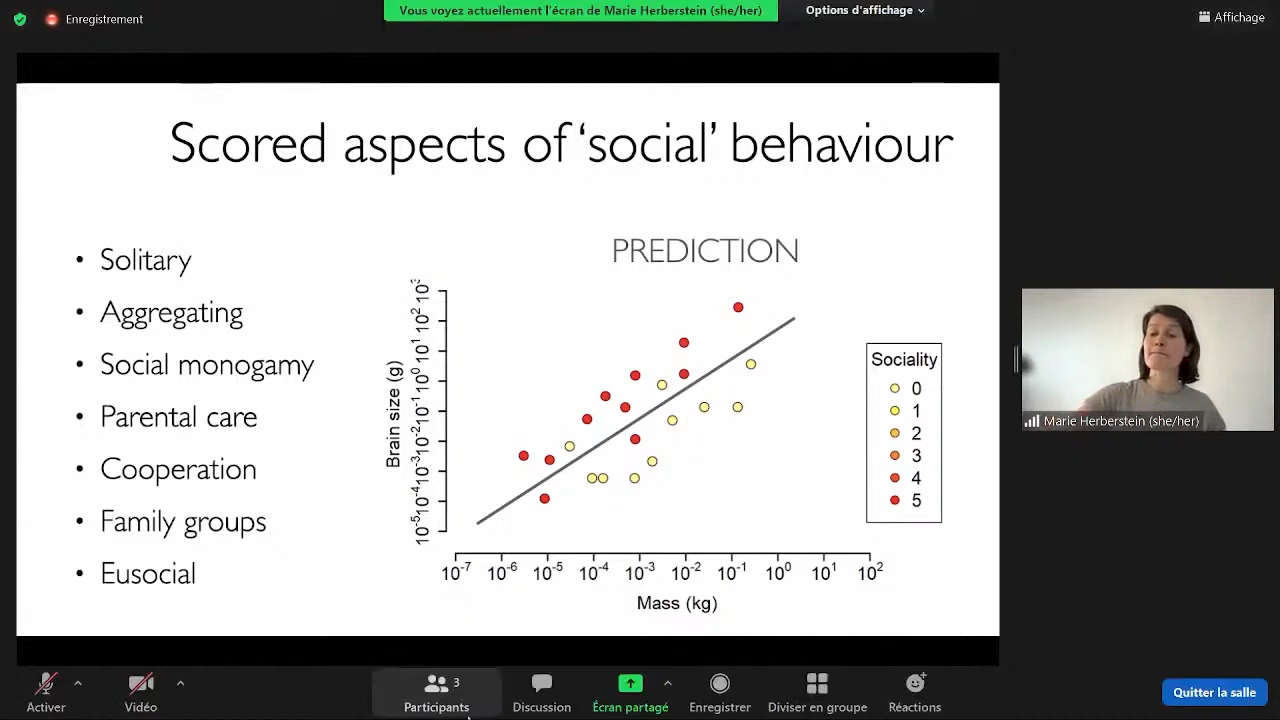 Enregistrement
Vous voyez actuellement l'écran de Marie Herberstein (she/her)
Options d'affichage
Affichage
Scored aspects of 'social' behaviour
• Solitary
• Aggregating
• Social monogamy
• Parental care
• Cooperation
• Family groups
• Eusocial
PREDICTION
Brain size (g)
10⁻⁵ 10⁻⁴ 10⁻³ 10⁻² 10⁻¹ 10⁰ 10¹ 10² 10³
10⁻⁷ 10⁻⁶ 10⁻⁵ 10⁻⁴ 10⁻³ 10⁻² 10⁻¹ 10⁰ 10¹ 10²
Mass (kg)
Sociality
0
1
2
3
4
5
Marie Herberstein (she/her)
Activer
Vidéo
3
Participants
Discussion
Écran partagé
Enregistrer
Diviser en groupe
Réactions
Quitter la salle